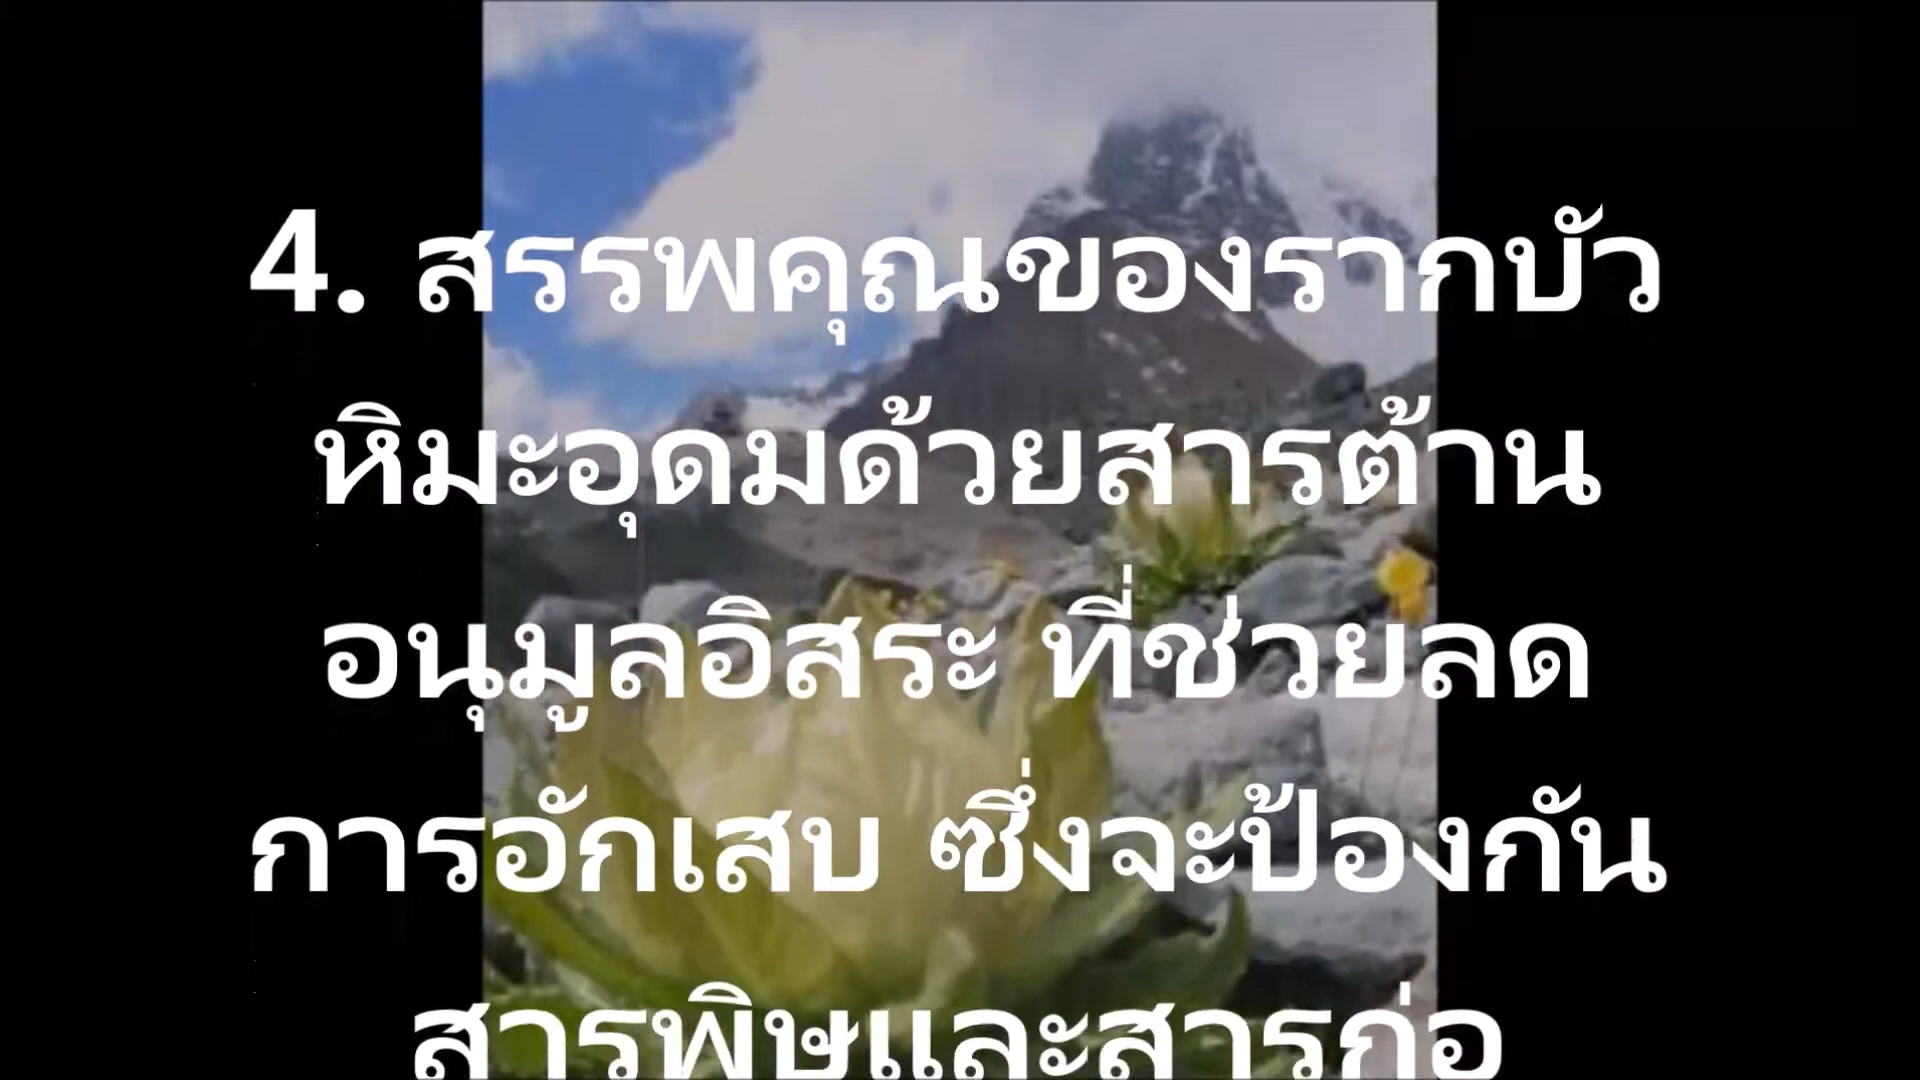 4. สรรพคุณของรากบัว
หิมะอุดมด้วยสารต้าน
อนุมูลอิสระ ที่ช่วยลด
การอักเสบ ซึ่งจะป้องกัน
สารพิษและสารก่อ